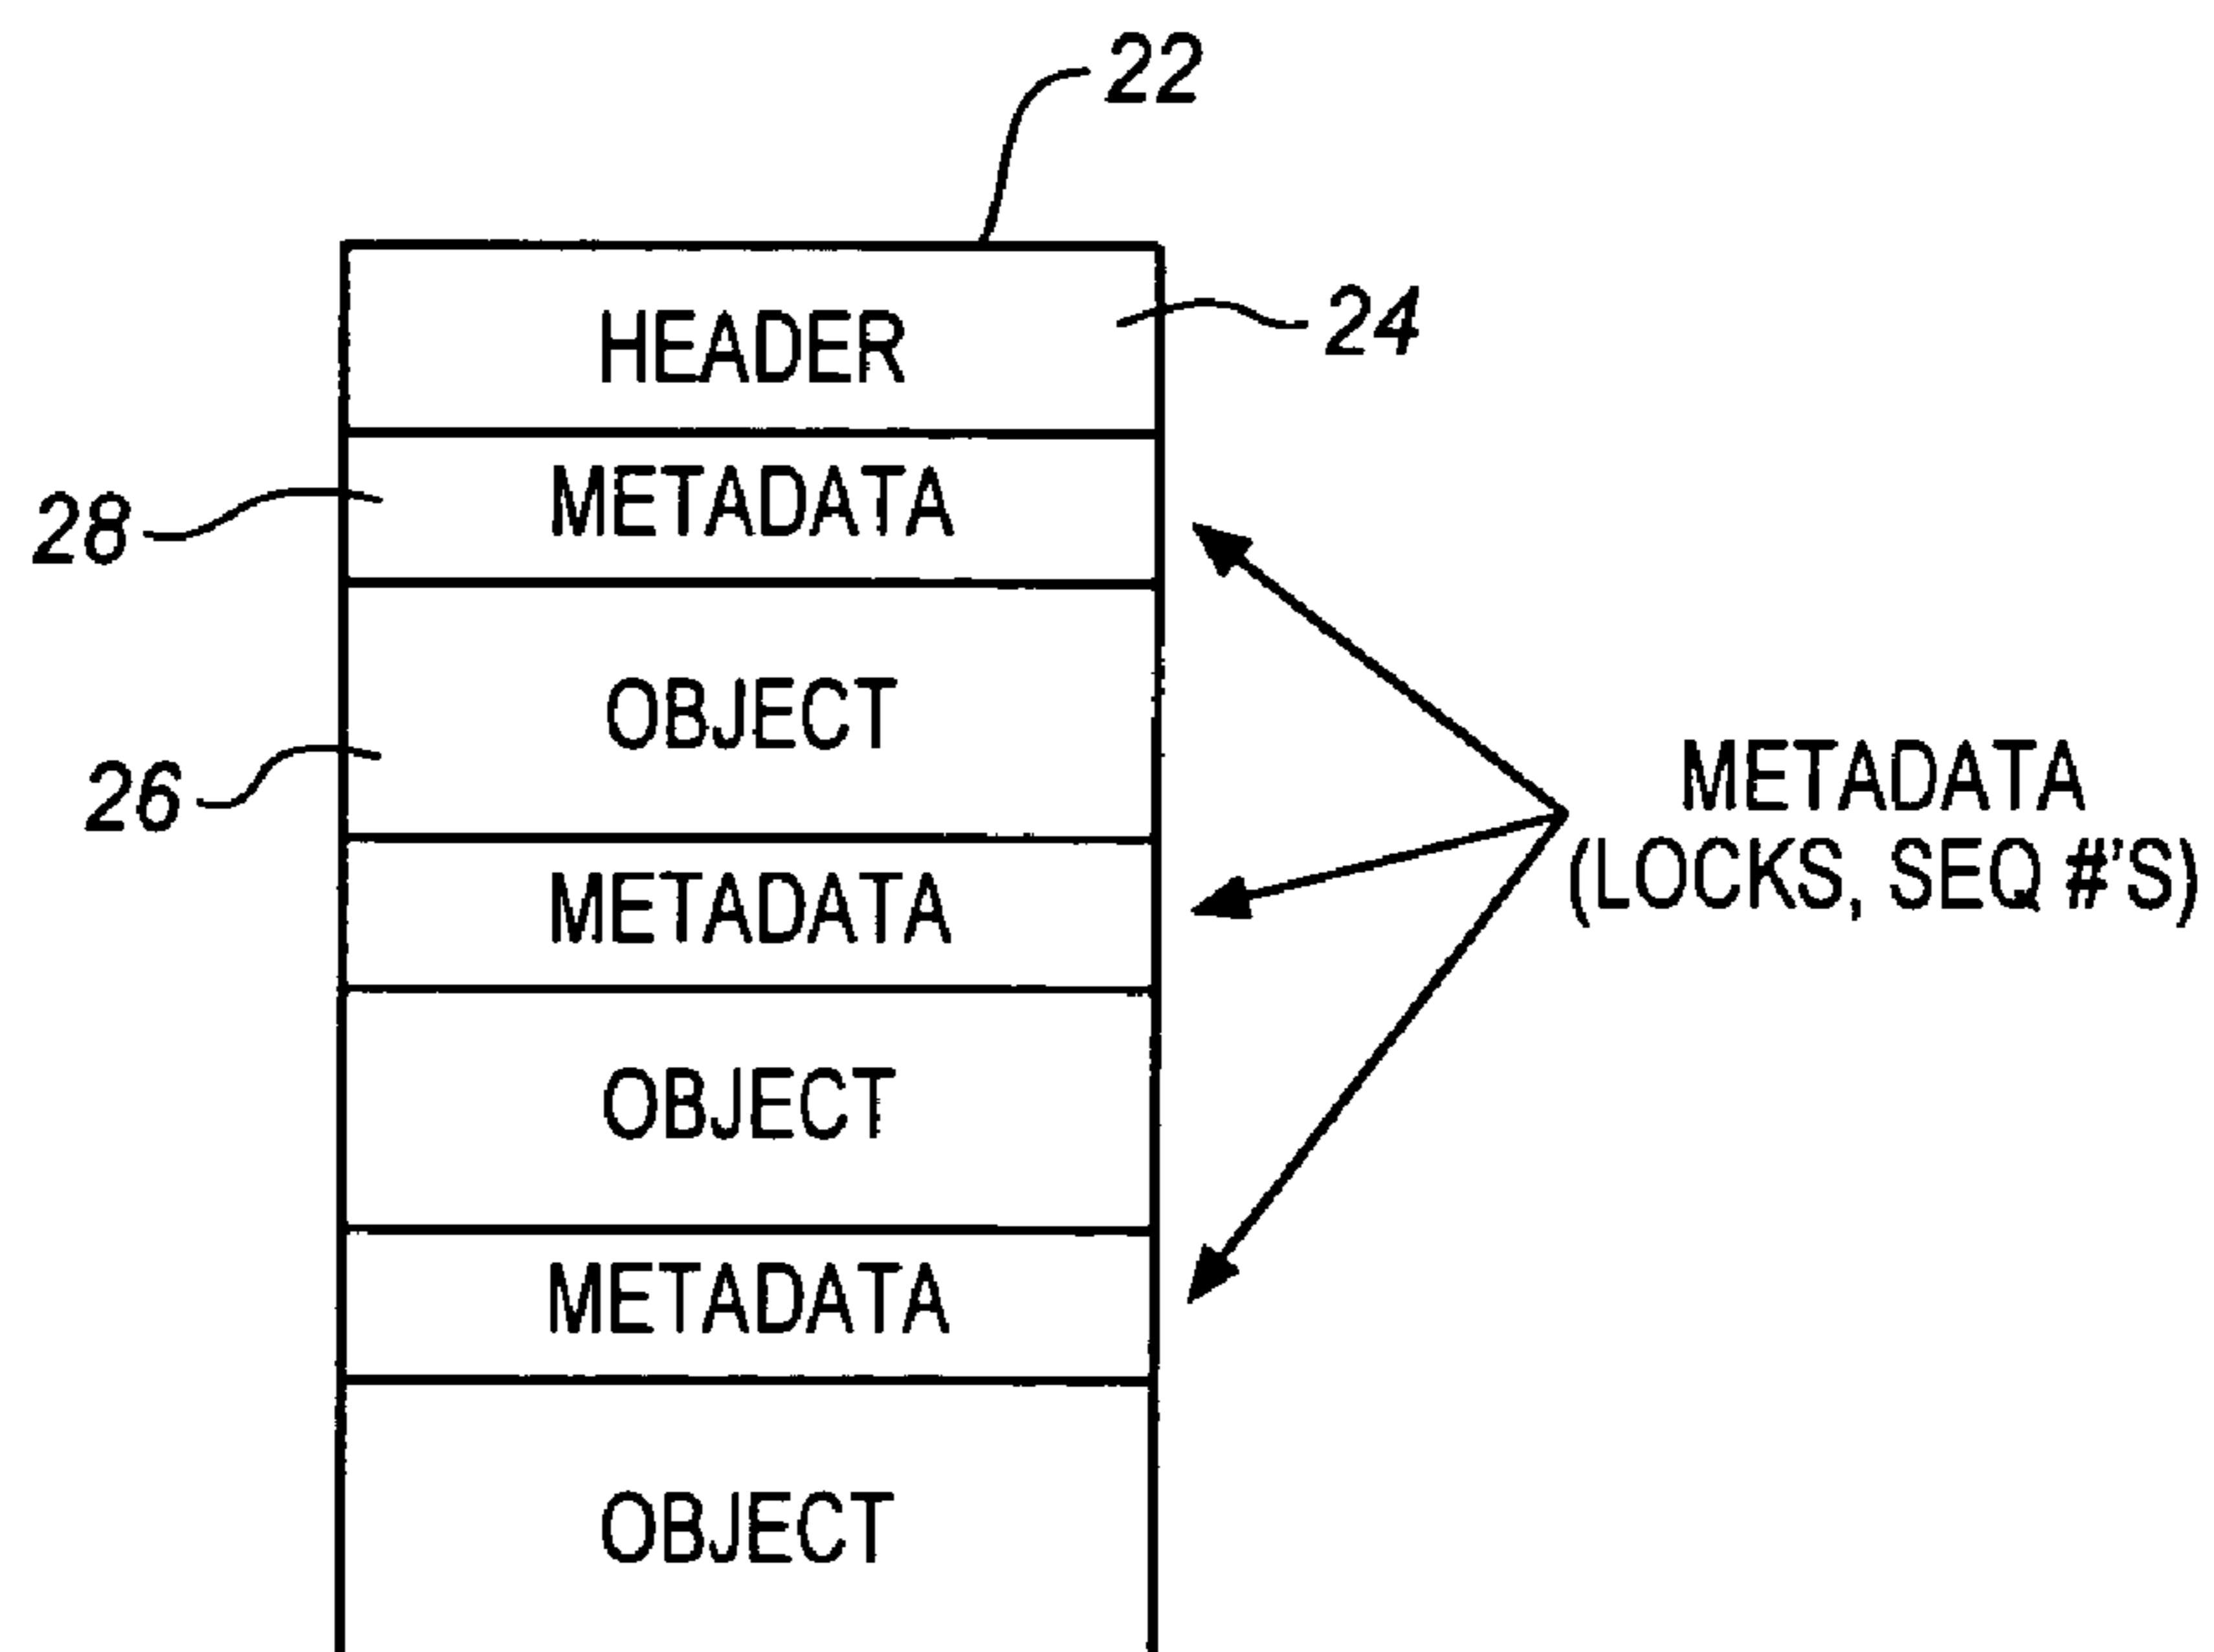 22
HEADER
24
METADATA
28
OBJECT
26
METADATA
(LOCKS, SEQ #'S)
METADATA
OBJECT
METADATA
OBJECT